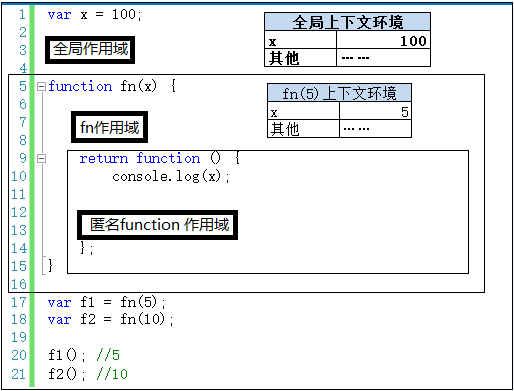 1 var x = 100;
全局上下文环境
2
x 100
3 全局作用域
其他 ……
4
5 function fn(x) {
fn(5)上下文环境
6
x 5
7 fn作用域
其他 ……
8
9 return function () {
10 console.log(x);
11
12 匿名function 作用域
13
14 };
15 }
16
17 var f1 = fn(5);
18 var f2 = fn(10);
19
20 f1(); //5
21 f2(); //10